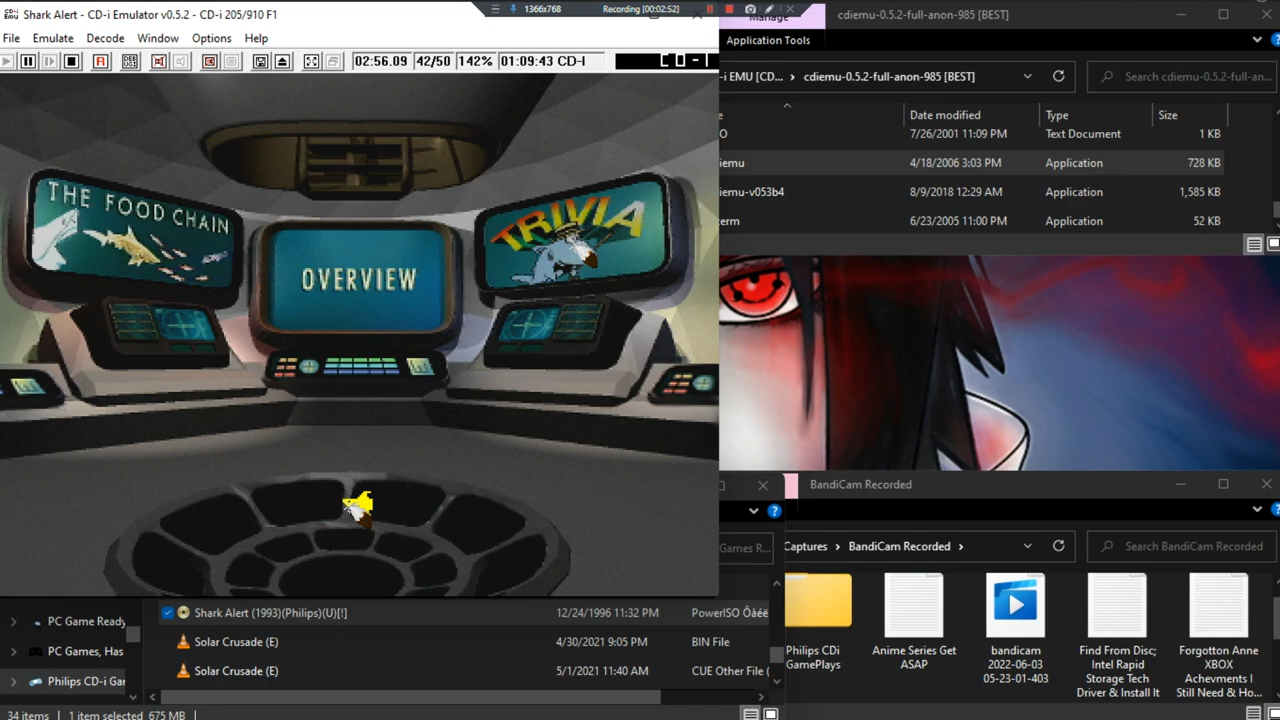 Shark Alert - CD-i Emulator v0.5.2 - CD-i 205/910 F1
1366x768
Recording [00:02:52]
Manage
cdiemu-0.5.2-full-anon-985 [BEST]
File Emulate Decode Window Options Help
Application Tools
02:56.09 42/50 142% 01:09:43 CD-I
CD-I
-i EMU [CD... > cdiemu-0.5.2-full-anon-985 [BEST]
Search cdiemu-0.5.2-full-an...
Date modified Type Size
O 7/26/2001 11:09 PM Text Document 1 KB
iemu 4/18/2006 3:03 PM Application 728 KB
iemu-v053b4 8/9/2018 12:29 AM Application 1,585 KB
term 6/23/2005 11:00 PM Application 52 KB
THE FOOD CHAIN
OVERVIEW
TRIVIA
BandiCam Recorded
Games R...
Captures > BandiCam Recorded >
Search BandiCam Recorded
PC Game Ready
PC Games, Has
Philips CD-i Gar
Shark Alert (1993)(Philips)(U)[!] 12/24/1996 11:32 PM PowerISO Ôàéë
Solar Crusade (E) 4/30/2021 9:05 PM BIN File
Solar Crusade (E) 5/1/2021 11:40 AM CUE Other File (
Philips CDi
GamePlays
Anime Series Get
ASAP
bandicam
2022-06-03
05-23-01-403
Find From Disc;
Intel Rapid
Storage Tech
Driver & Install It
Forgotton Anne
XBOX
Achevments I
Still Need & Ho...
34 items 1 item selected 675 MB